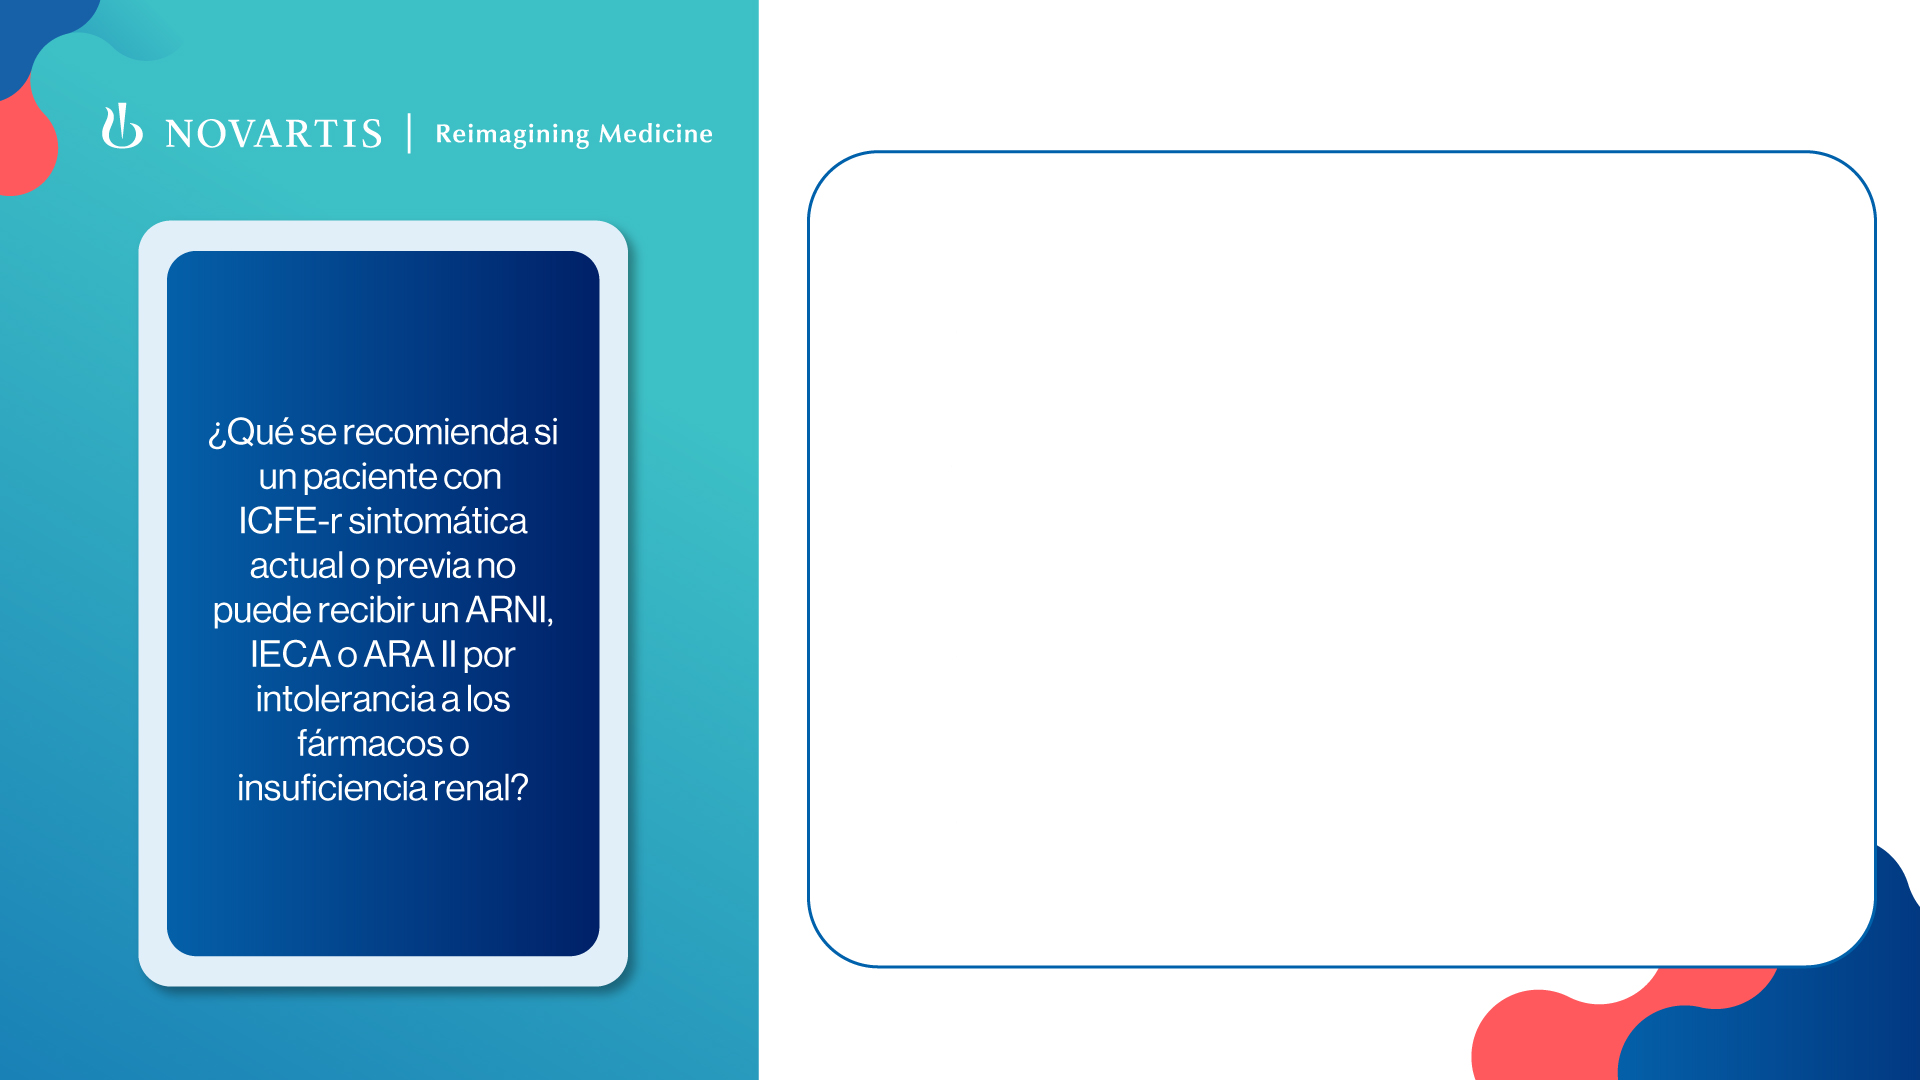 NOVARTIS | Reimagining Medicine
¿Qué se recomienda si
un paciente con
ICFE-r sintomática
actual o previa no
puede recibir un ARNI,
IECA o ARA II por
intolerancia a los
fármacos o
insuficiencia renal?